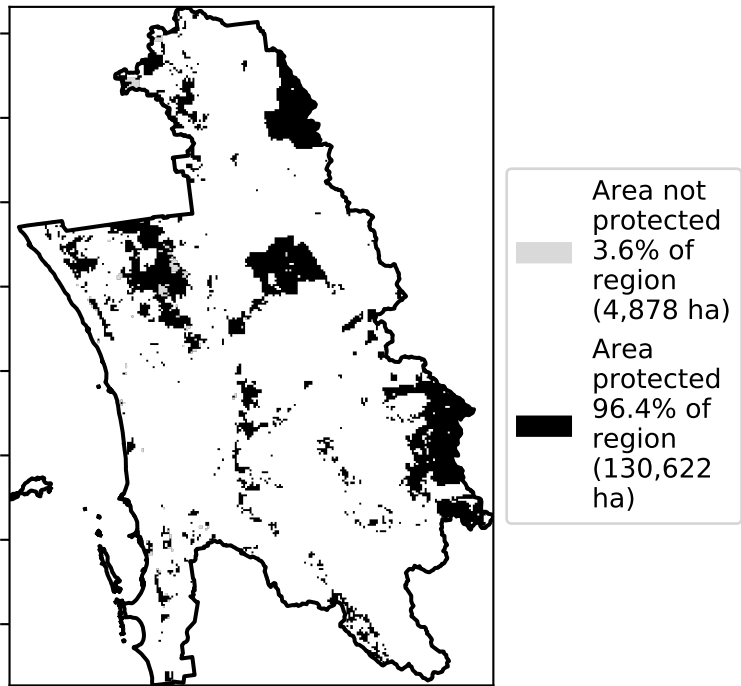 Area not
protected
3.6% of
region
(4,878 ha)
Area
protected
96.4% of
region
(130,622
ha)